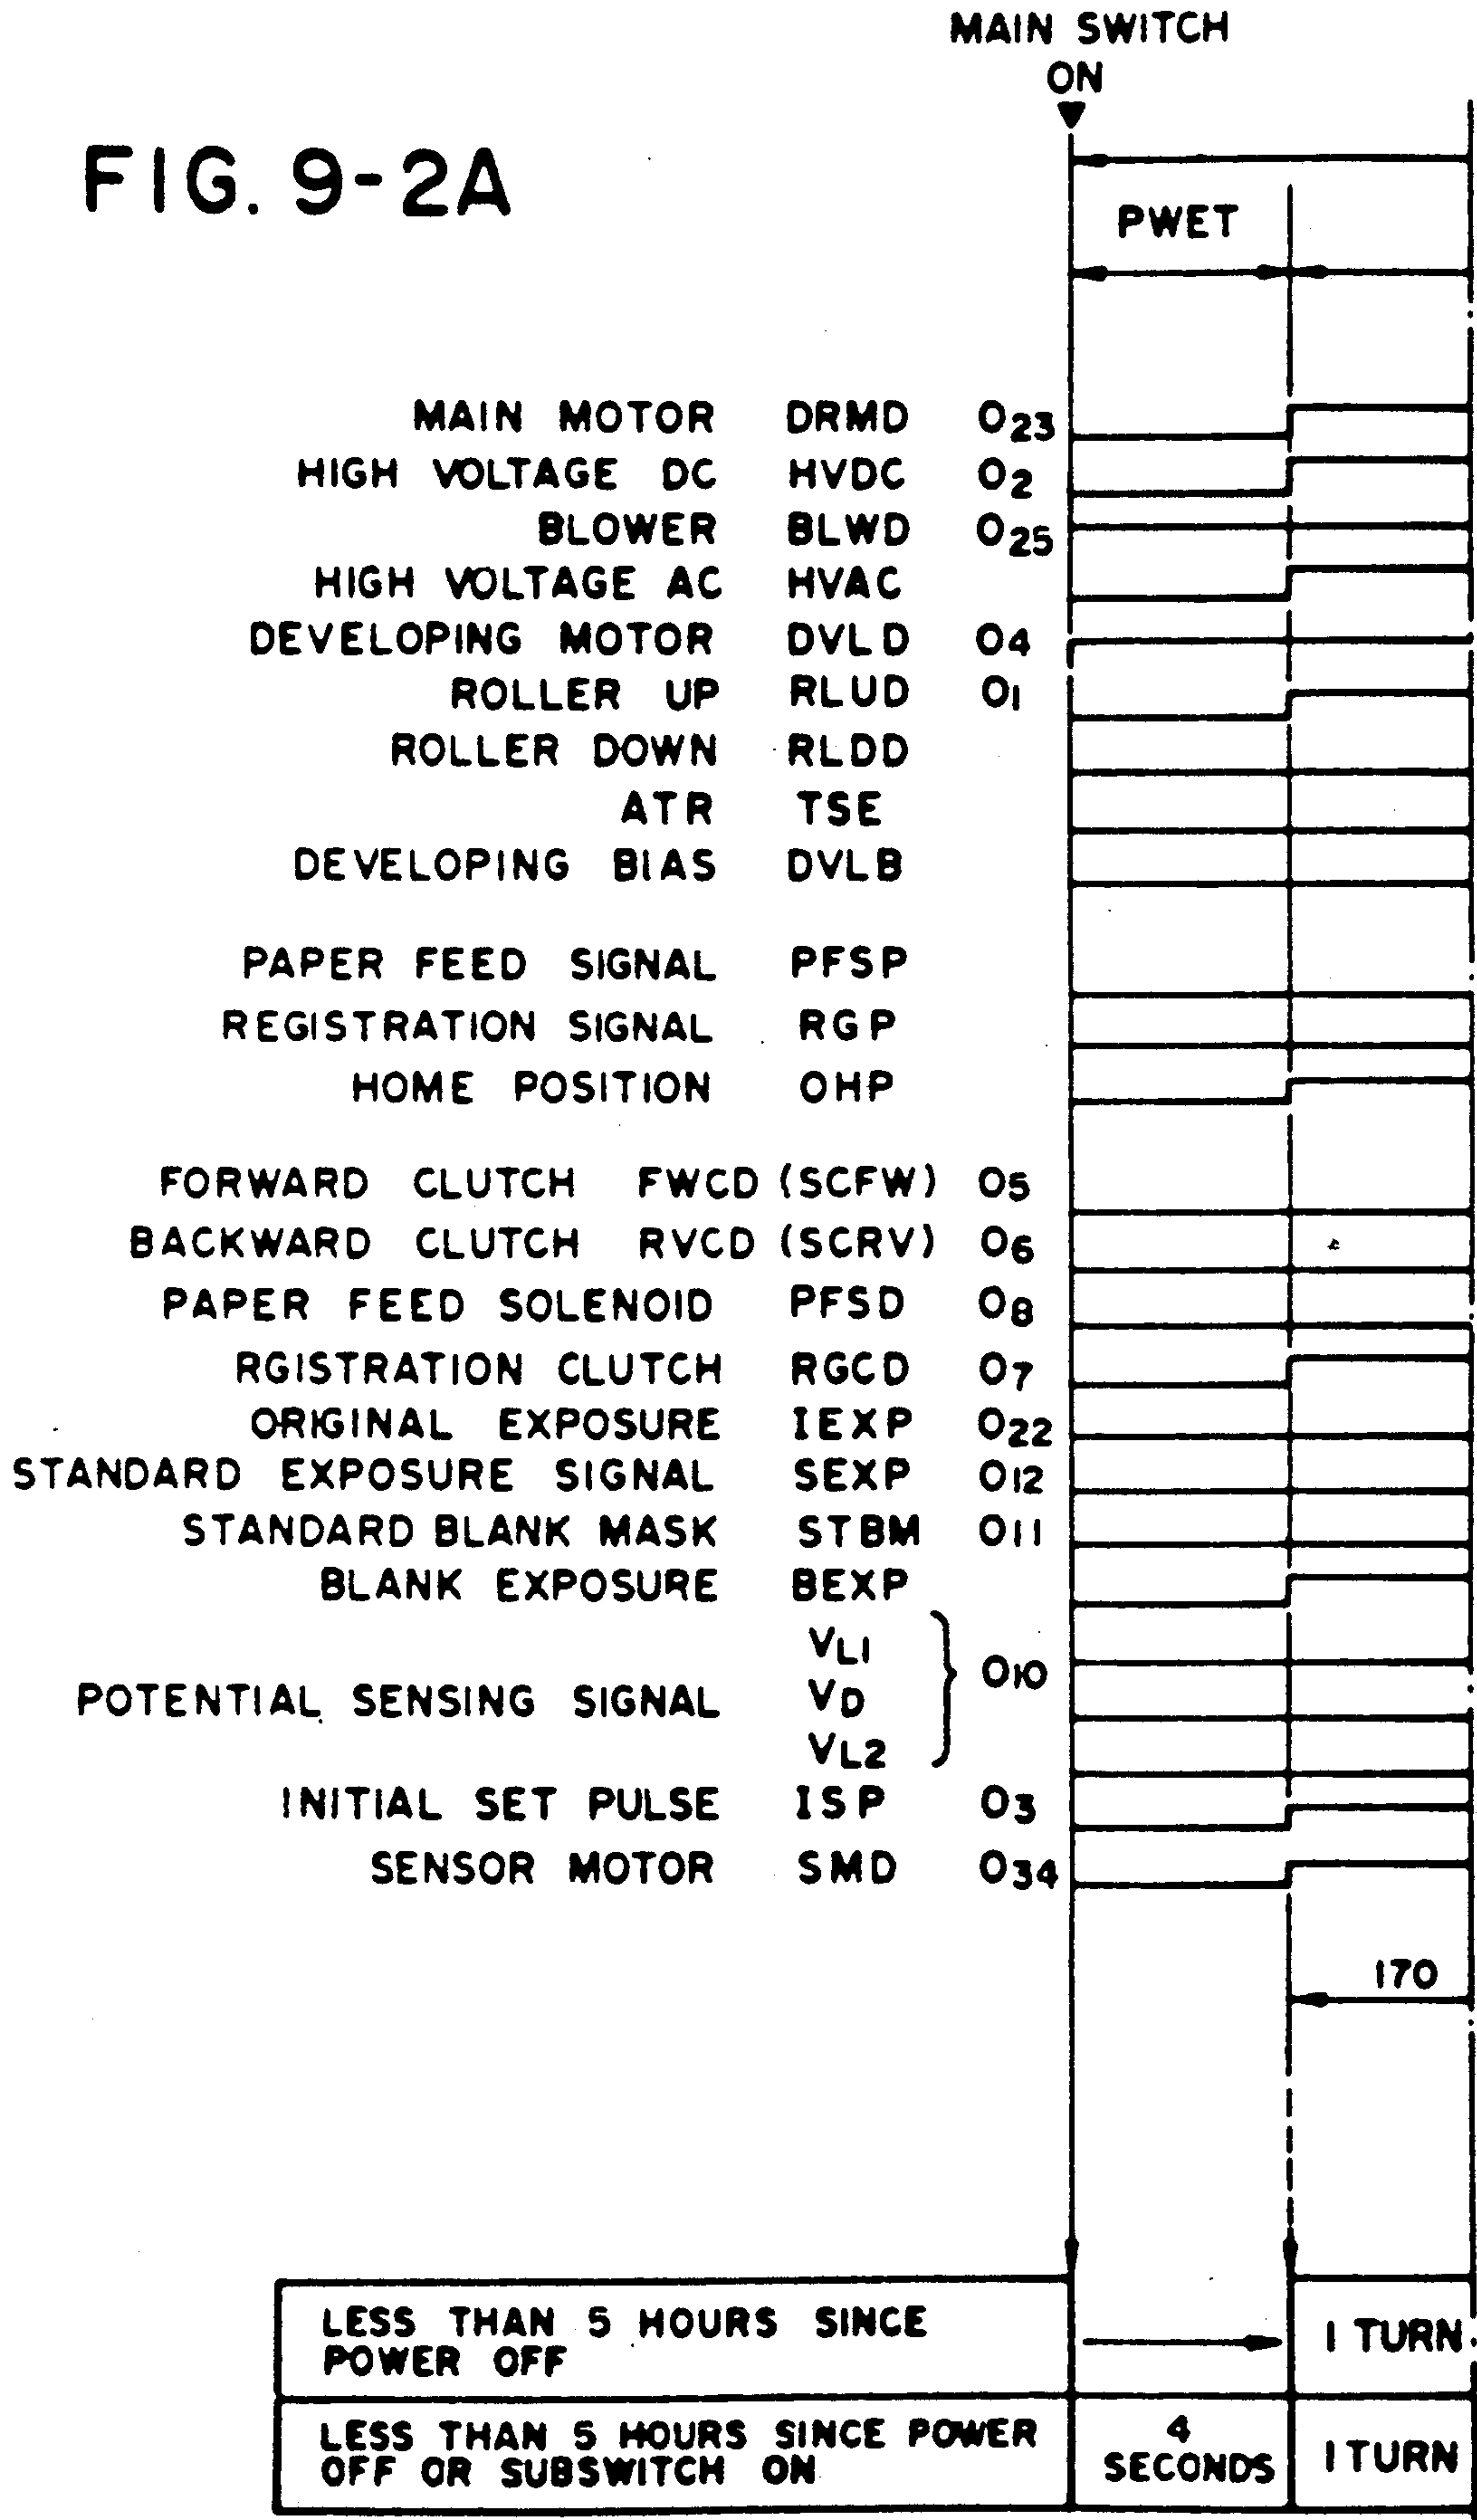 MAIN SWITCH
ON
FIG. 9-2A
PWET
MAIN MOTOR DRMD O23
HIGH VOLTAGE DC HVDC O2
BLOWER BLWD O25
HIGH VOLTAGE AC HVAC
DEVELOPING MOTOR DVLD O4
ROLLER UP RLUD O1
ROLLER DOWN RLDD
ATR TSE
DEVELOPING BIAS DVLB
PAPER FEED SIGNAL PFSP
REGISTRATION SIGNAL RGP
HOME POSITION OHP
FORWARD CLUTCH FWCD (SCFW) O5
BACKWARD CLUTCH RVCD (SCRV) O6
PAPER FEED SOLENOID PFSD O8
RGISTRATION CLUTCH RGCD O7
ORIGINAL EXPOSURE IEXP O22
STANDARD EXPOSURE SIGNAL SEXP O12
STANDARD BLANK MASK STBM O11
BLANK EXPOSURE BEXP
VL1
POTENTIAL SENSING SIGNAL VD O10
VL2
INITIAL SET PULSE ISP O3
SENSOR MOTOR SMD O34
170
LESS THAN 5 HOURS SINCE
POWER OFF
1 TURN
LESS THAN 5 HOURS SINCE POWER
OFF OR SUBSWITCH ON
4
SECONDS
1 TURN